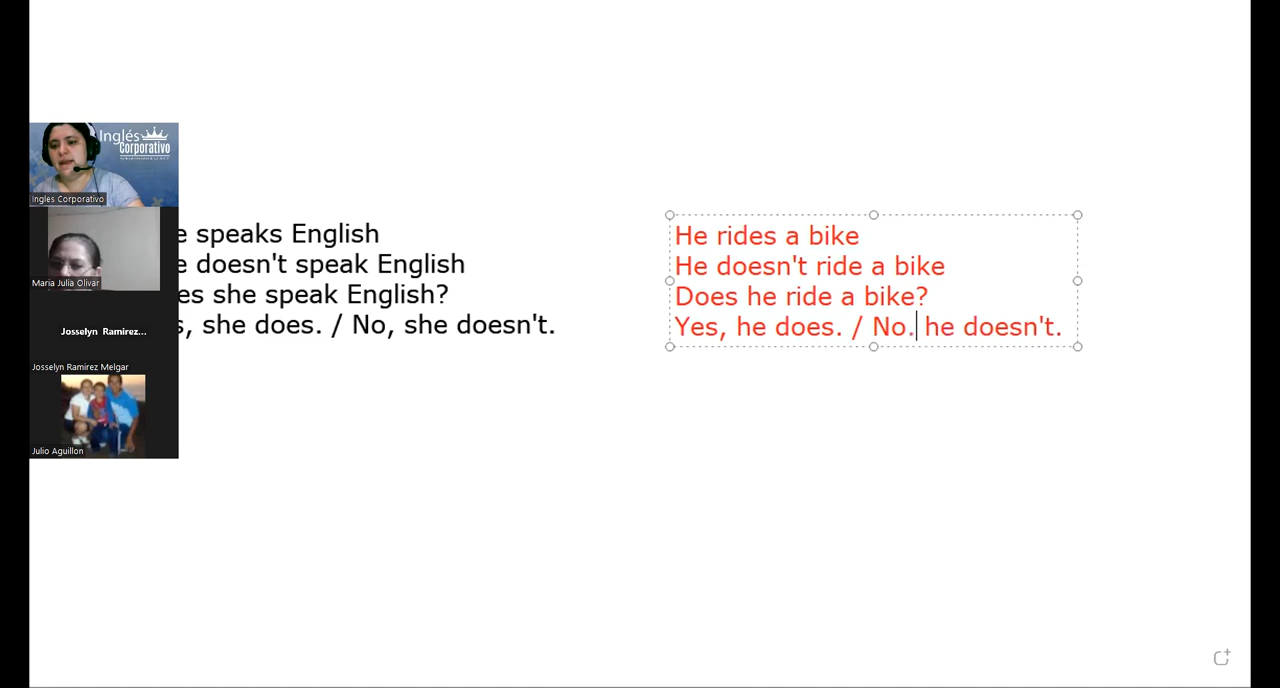 Inglés
Corporativo
Ingles Corporativo
Maria Julia Olivar
Josselyn Ramirez...
Josselyn Ramirez Melgar
Julio Aguillon
e speaks English
e doesn't speak English
es she speak English?
s, she does. / No, she doesn't.
He rides a bike
He doesn't ride a bike
Does he ride a bike?
Yes, he does. / No. he doesn't.